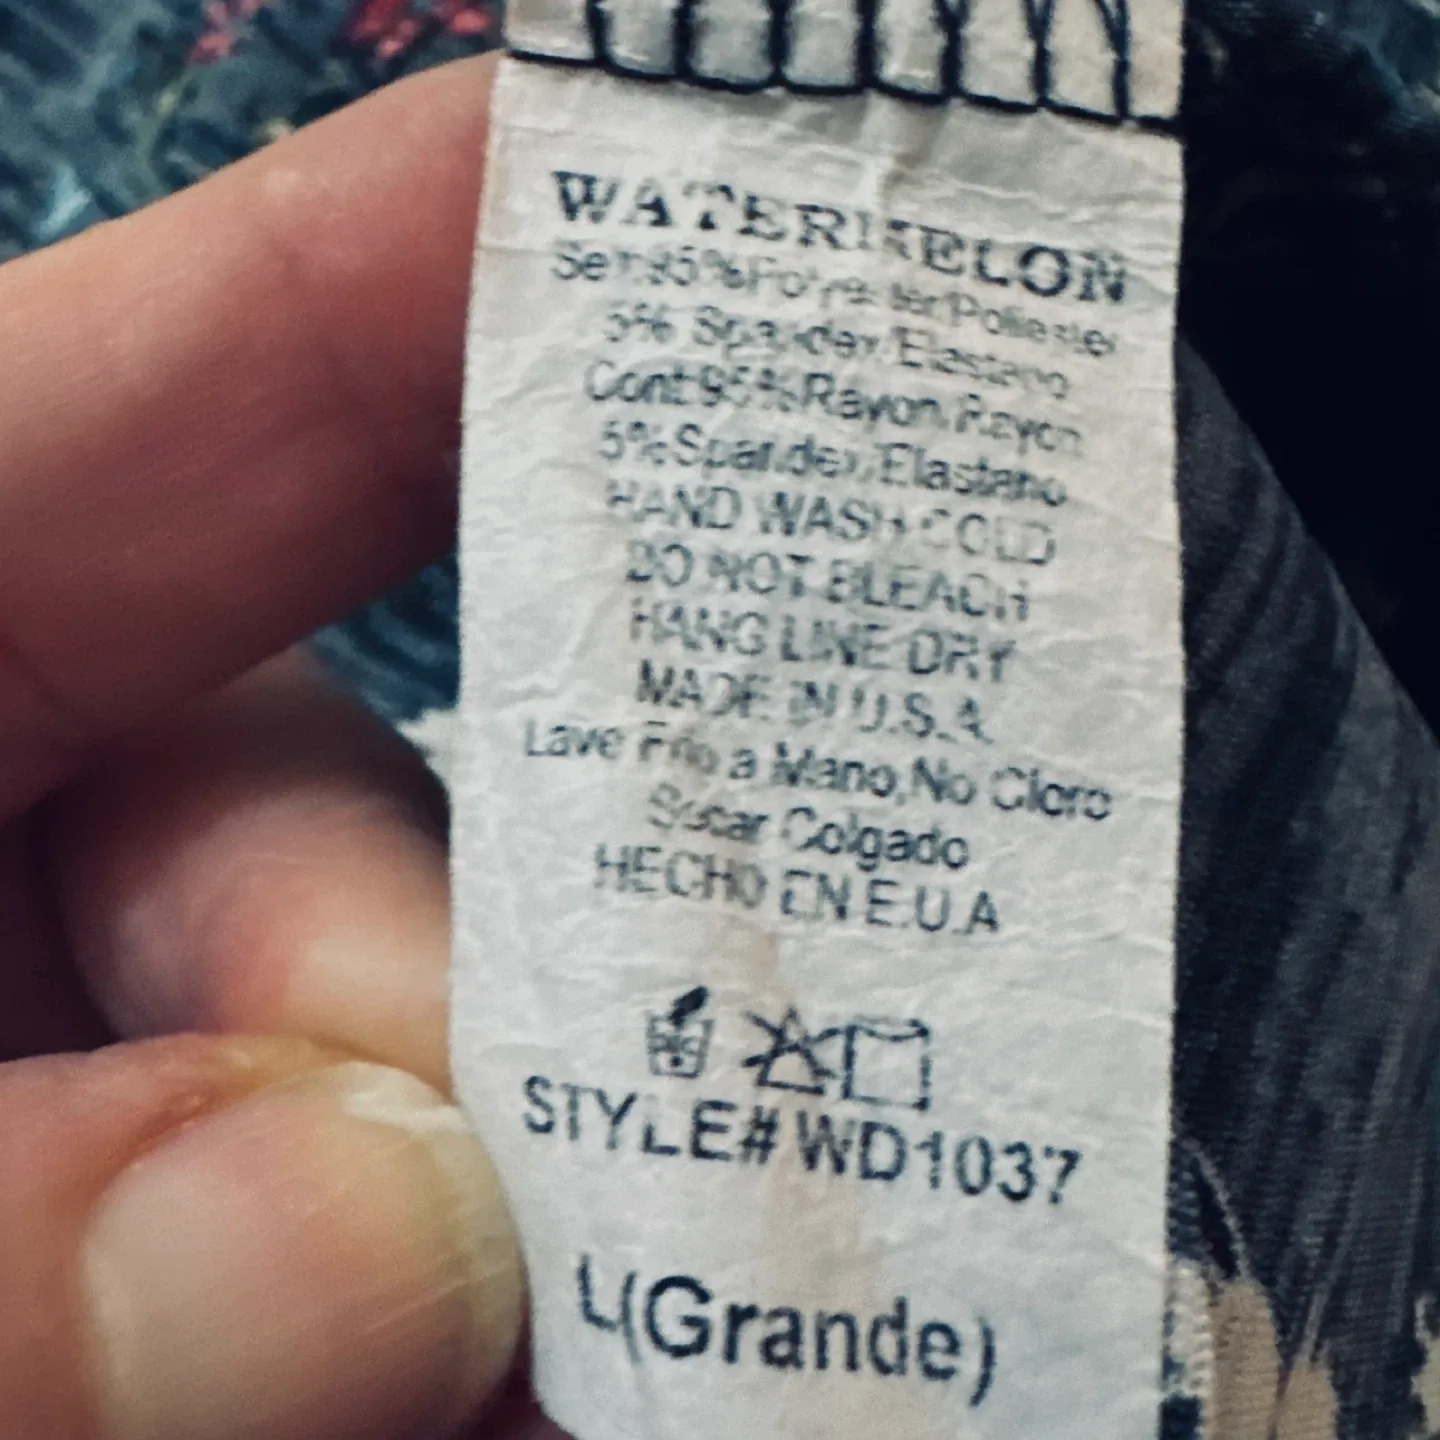 WATERMELON
Self:95%Polyester/Poliester
5% Spandex/Elastano
Cont:95%Rayon/Rayon
5%Spandex/Elastano
HAND WASH COLD
DO NOT BLEACH
HANG LINE DRY
MADE IN U.S.A.
Lave Frio a Mano,No Cloro
Secar Colgado
HECHO EN E.U.A
STYLE# WD1037
L(Grande)